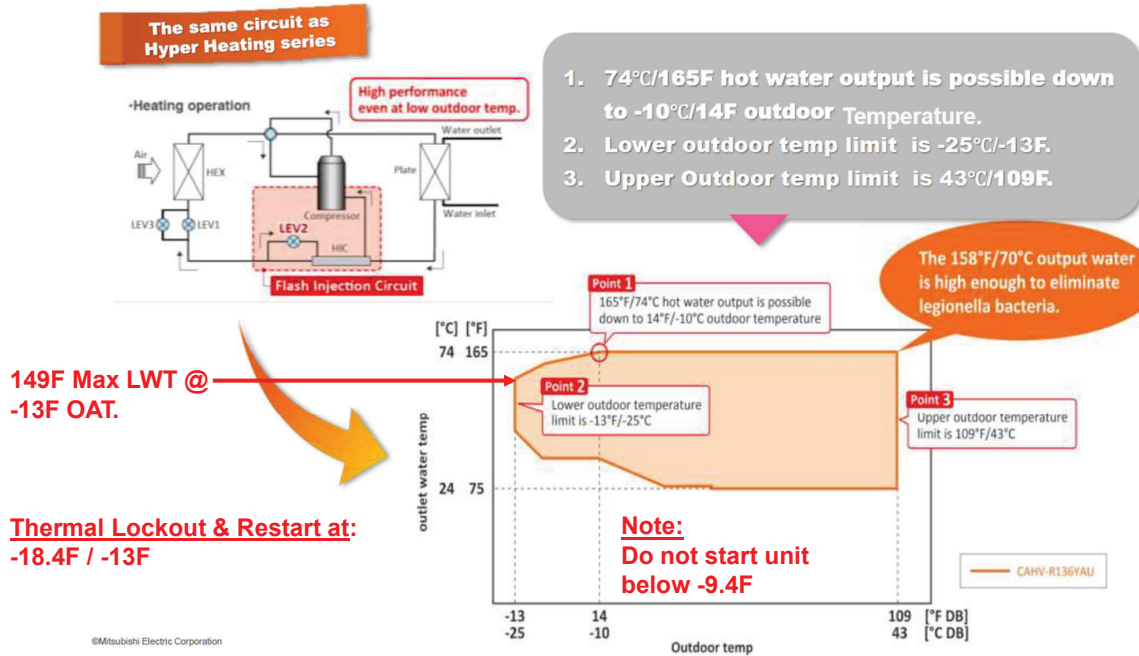 The same circuit as
Hyper Heating series
·Heating operation
High performance
even at low outdoor temp.
Water outlet
Air
HEX
Plate
Compressor
Water inlet
LEV3
LEV1
LEV2
HIC
Flash Injection Circuit
1. 74℃/165F hot water output is possible down
to -10℃/14F outdoor Temperature.
2. Lower outdoor temp limit is -25℃/-13F.
3. Upper Outdoor temp limit is 43℃/109F.
The 158°F/70°C output water
is high enough to eliminate
legionella bacteria.
Point 1
165°F/74°C hot water output is possible
down to 14°F/-10°C outdoor temperature
[°C] [°F]
74 165
149F Max LWT @
-13F OAT.
Point 2
Lower outdoor temperature
limit is -13°F/-25°C
Point 3
Upper outdoor temperature
limit is 109°F/43°C
outlet water temp
24 75
Thermal Lockout & Restart at:
-18.4F / -13F
Note:
Do not start unit
below -9.4F
CAHV-R136YAU
-13 14 109 [°F DB]
-25 -10 43 [°C DB]
Outdoor temp
©Mitsubishi Electric Corporation